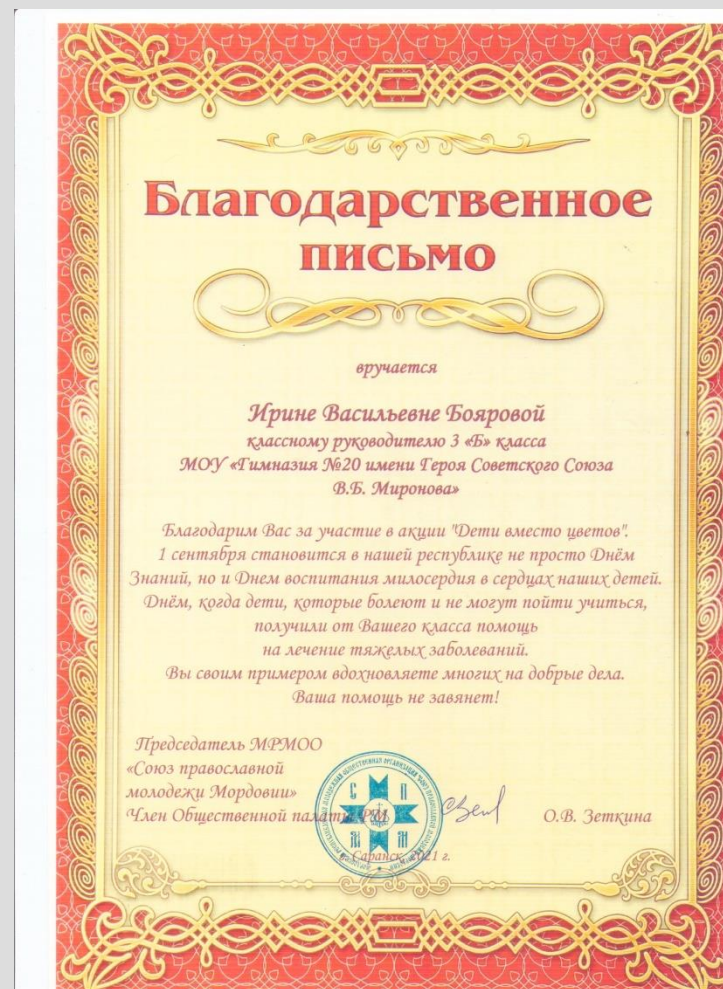 Благодарственное
письмо
вручается
Ирине Васильевне Бояровой
классному руководителю 3 «Б» класса
МОУ «Гимназия №20 имени Героя Советского Союза
В.Б. Миронова»
Благодарим Вас за участие в акции "Дети вместо цветов".
1 сентября становится в нашей республике не просто Днём
Знаний, но и Днем воспитания милосердия в сердцах наших детей.
Днём, когда дети, которые болеют и не могут пойти учиться,
получили от Вашего класса помощь
на лечение тяжелых заболеваний.
Вы своим примером вдохновляете многих на добрые дела.
Ваша помощь не завянет!
Председатель МРМОО
«Союз православной
молодежи Мордовии»
Член Общественной палаты РМ
О.В. Зеткина
С П
М М
г. Саранск, 2021 г.